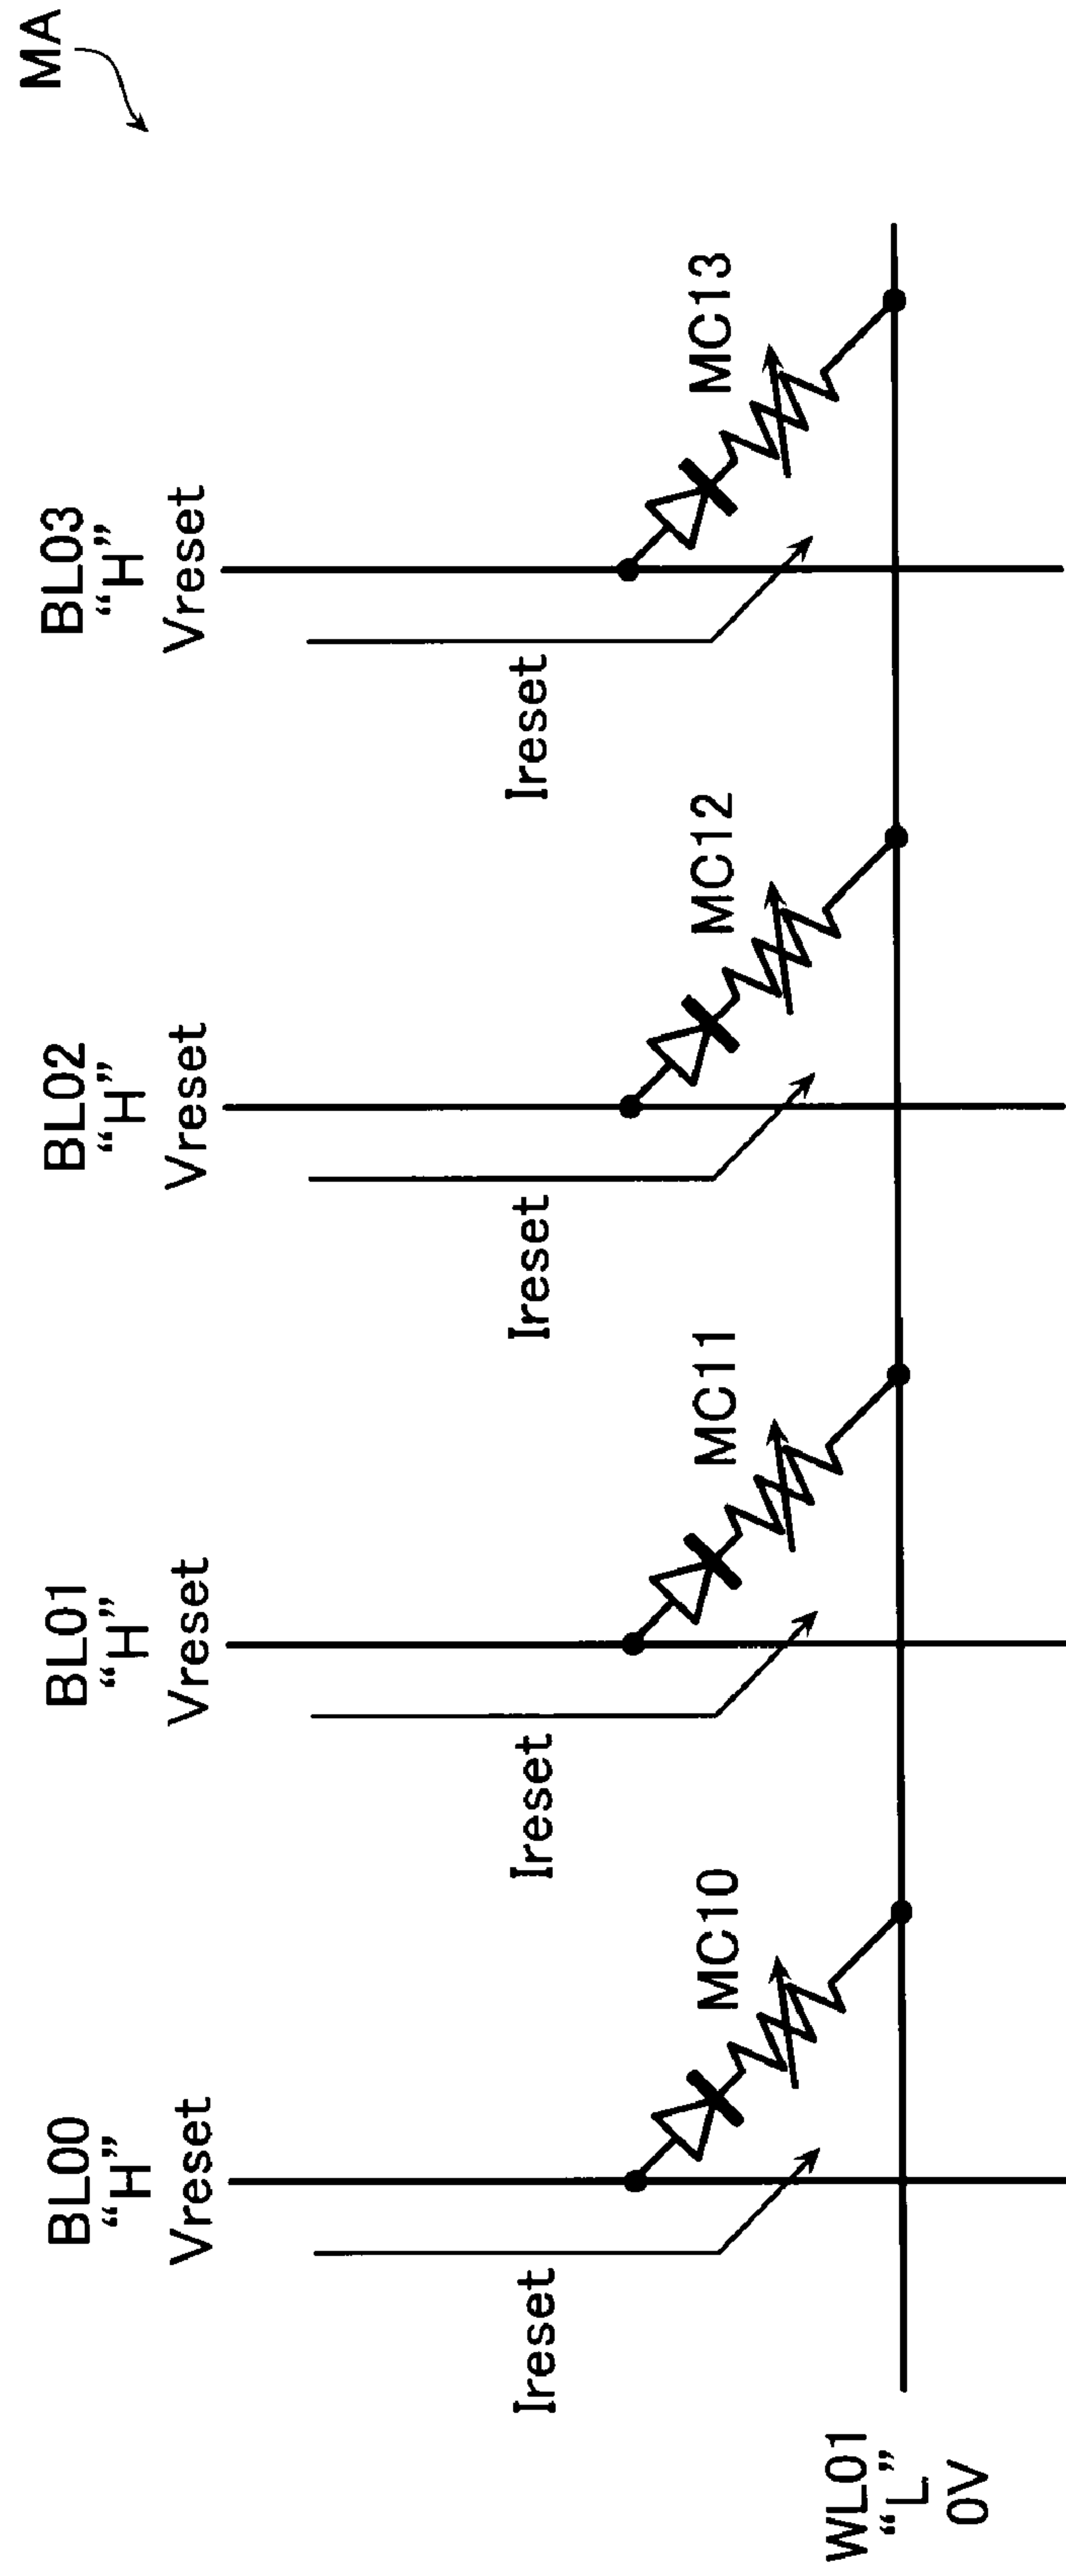 MA
BL00
“H”
Vreset
BL01
“H”
Vreset
BL02
“H”
Vreset
BL03
“H”
Vreset
Ireset
Ireset
Ireset
Ireset
MC10
MC11
MC12
MC13
WL01
“L”
0V